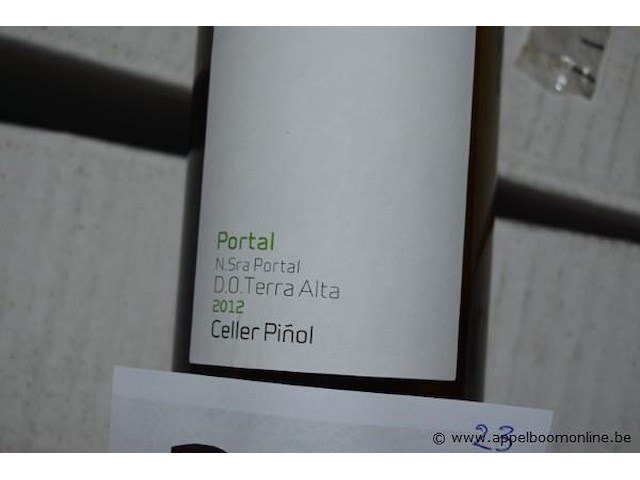 Portal
N.Sra Portal
D.O.Terra Alta
2012
Celler Piñol
23
© www.appelboomonline.be